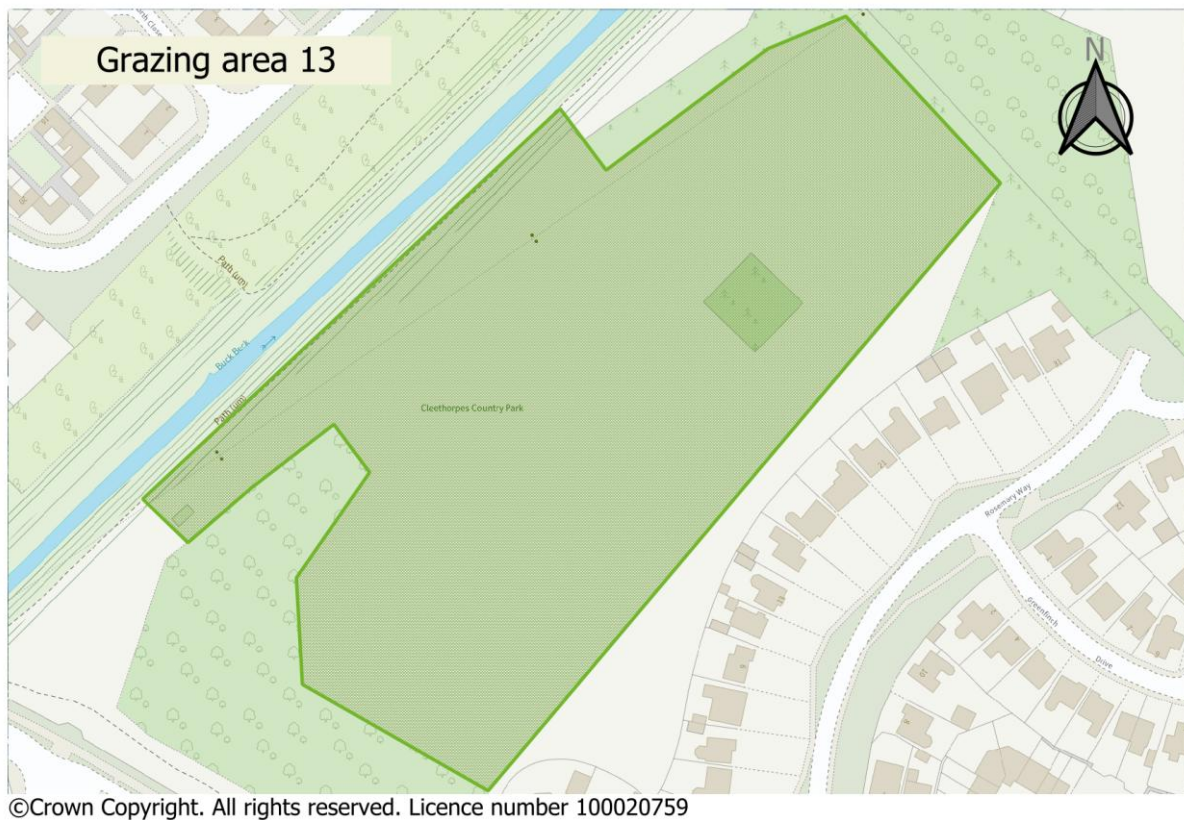 Grazing area 13
N
Path (um)
Buck Beck
Path (um)
Cleethorpes Country Park
Rosemary Way
Greenfinch
Drive
©Crown Copyright. All rights reserved. Licence number 100020759